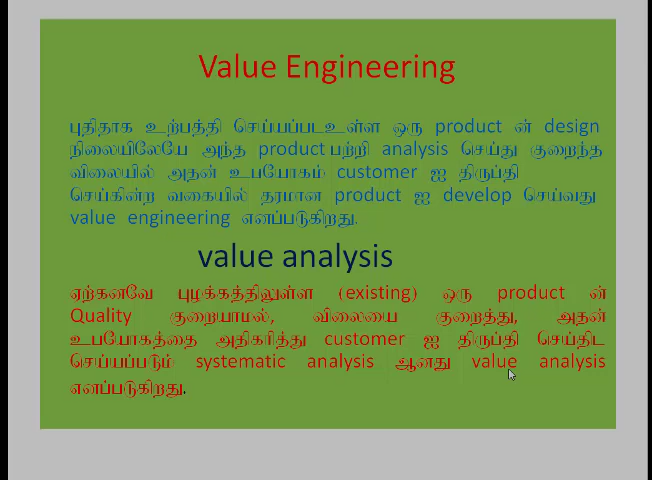 Value Engineering
புதிதாக உற்பத்தி செய்யப்படஉள்ள ஒரு product ன் design
நிலையிலேயே அந்த product பற்றி analysis செய்து குறைந்த
விலையில் அதன் உபயோகம் customer ஐ திருப்தி
செய்கின்ற வகையில் தரமான product ஐ develop செய்வது
value engineering எனப்படுகிறது.
value analysis
ஏற்கனவே புழக்கத்திலுள்ள (existing) ஒரு product ன்
Quality குறையாமல், விலையை குறைத்து, அதன்
உபயோகத்தை அதிகரித்து customer ஐ திருப்தி செய்திட
செய்யப்படும் systematic analysis ஆனது value analysis
எனப்படுகிறது.